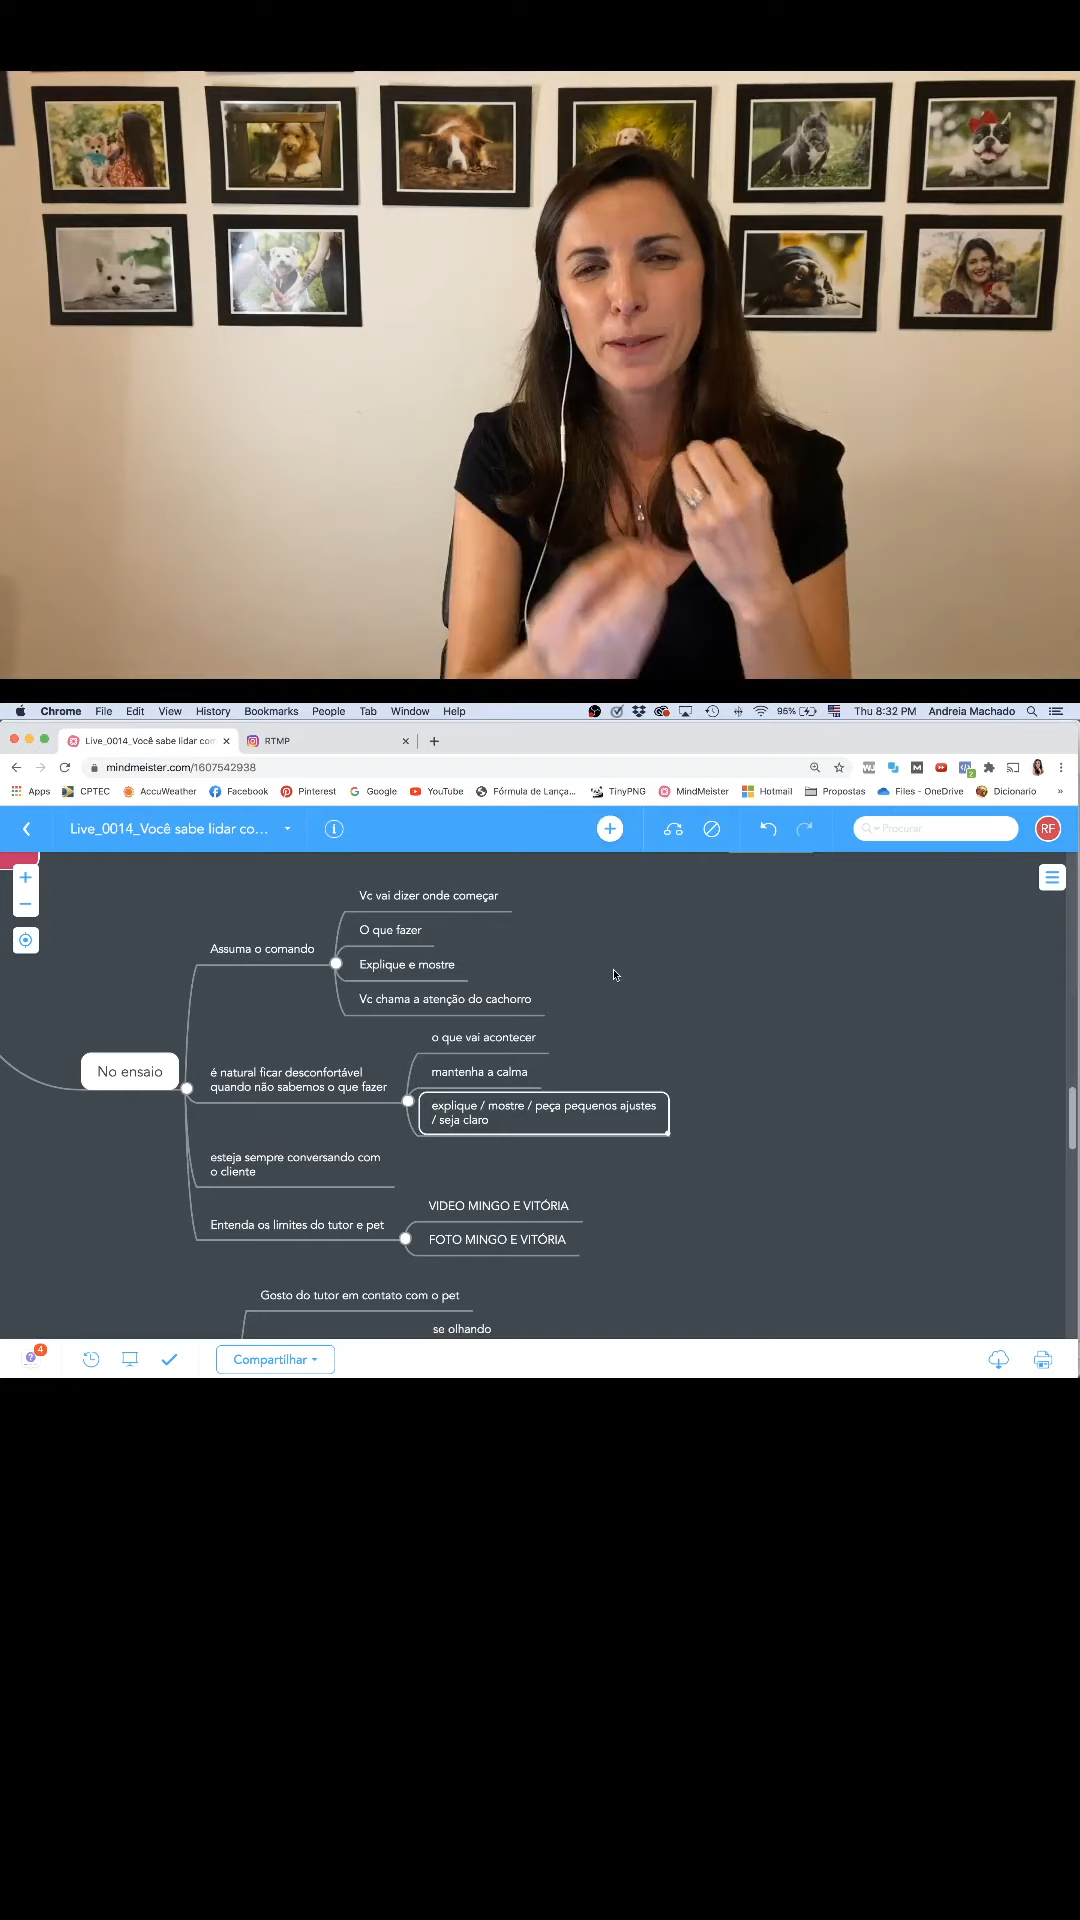 Chrome File Edit View History Bookmarks People Tab Window Help 95% Thu 8:32 PM Andreia Machado
Live_0014_Você sabe lidar com RTMP
mindmeister.com/1607542938
Apps CPTEC AccuWeather Facebook Pinterest Google YouTube Fórmula de Lança... TinyPNG MindMeister Hotmail Propostas Files - OneDrive Dicionario »
Live_0014_Você sabe lidar co... Procurar RF
Vc vai dizer onde começar
O que fazer
Assuma o comando
Explique e mostre
Vc chama a atenção do cachorro
o que vai acontecer
No ensaio
é natural ficar desconfortável
quando não sabemos o que fazer
mantenha a calma
explique / mostre / peça pequenos ajustes
/ seja claro
esteja sempre conversando com
o cliente
VIDEO MINGO E VITÓRIA
Entenda os limites do tutor e pet
FOTO MINGO E VITÓRIA
Gosto do tutor em contato com o pet
se olhando
4 Compartilhar